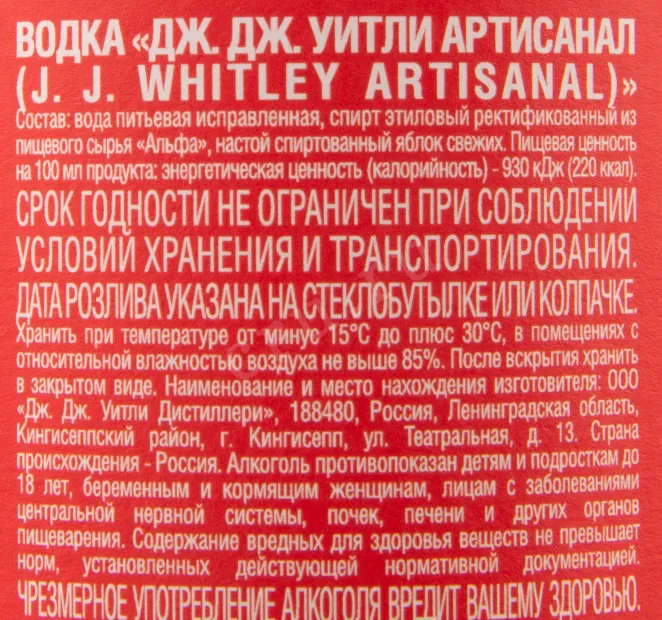 ВОДКА «ДЖ. ДЖ. УИТЛИ АРТИСАНАЛ
(J. J. WHITLEY ARTISANAL)»
Состав: вода питьевая исправленная, спирт этиловый ректификованный из
пищевого сырья «Альфа», настой спиртованный яблок свежих. Пищевая ценность
на 100 мл продукта: энергетическая ценность (калорийность) - 930 кДж (220 ккал).
СРОК ГОДНОСТИ НЕ ОГРАНИЧЕН ПРИ СОБЛЮДЕНИИ
УСЛОВИЙ ХРАНЕНИЯ И ТРАНСПОРТИРОВАНИЯ.
ДАТА РОЗЛИВА УКАЗАНА НА СТЕКЛОБУТЫЛКЕ ИЛИ КОЛПАЧКЕ.
Хранить при температуре от минус 15°С до плюс 30°С, в помещениях с
относительной влажностью воздуха не выше 85%. После вскрытия хранить
в закрытом виде. Наименование и место нахождения изготовителя: ООО
«Дж. Дж. Уитли Дистиллери», 188480, Россия, Ленинградская область,
Кингисеппский район, г. Кингисепп, ул. Театральная, д. 13. Страна
происхождения - Россия. Алкоголь противопоказан детям и подросткам до
18 лет, беременным и кормящим женщинам, лицам с заболеваниями
центральной нервной системы, почек, печени и других органов
пищеварения. Содержание вредных для здоровья веществ не превышает
норм, установленных действующей нормативной документацией.
ЧРЕЗМЕРНОЕ УПОТРЕБЛЕНИЕ АЛКОГОЛЯ ВРЕДИТ ВАШЕМУ ЗДОРОВЬЮ.